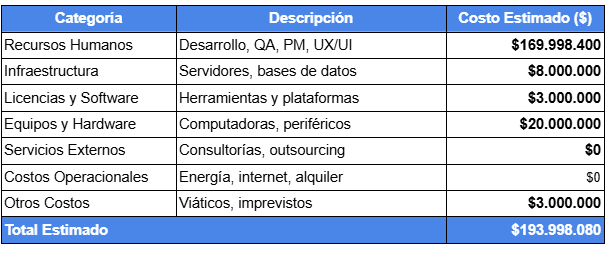 Categoría Descripción Costo Estimado ($)
Recursos Humanos Desarrollo, QA, PM, UX/UI $169.998.400
Infraestructura Servidores, bases de datos $8.000.000
Licencias y Software Herramientas y plataformas $3.000.000
Equipos y Hardware Computadoras, periféricos $20.000.000
Servicios Externos Consultorías, outsourcing $0
Costos Operacionales Energía, internet, alquiler $0
Otros Costos Viáticos, imprevistos $3.000.000
Total Estimado $193.998.080